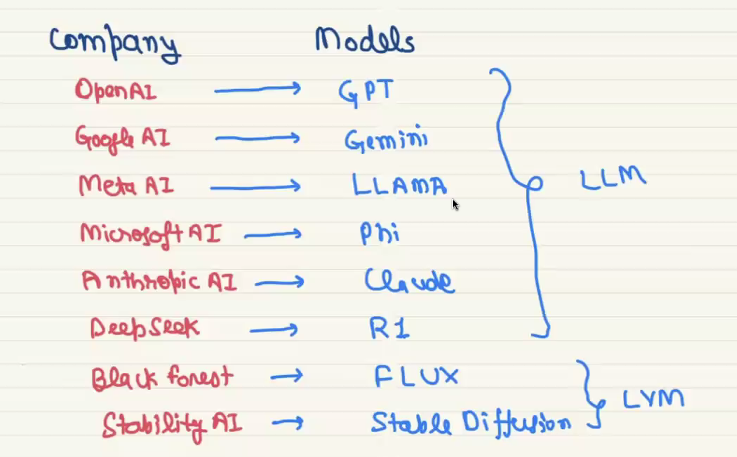 Company Models
OpenAI → GPT
Google AI → Gemini
Meta AI → LLAMA
Microsoft AI → Phi
Anthropic AI → Claude
DeepSeek → R1
LLM
Black forest → FLUX
Stability AI → Stable Diffusion
LVM